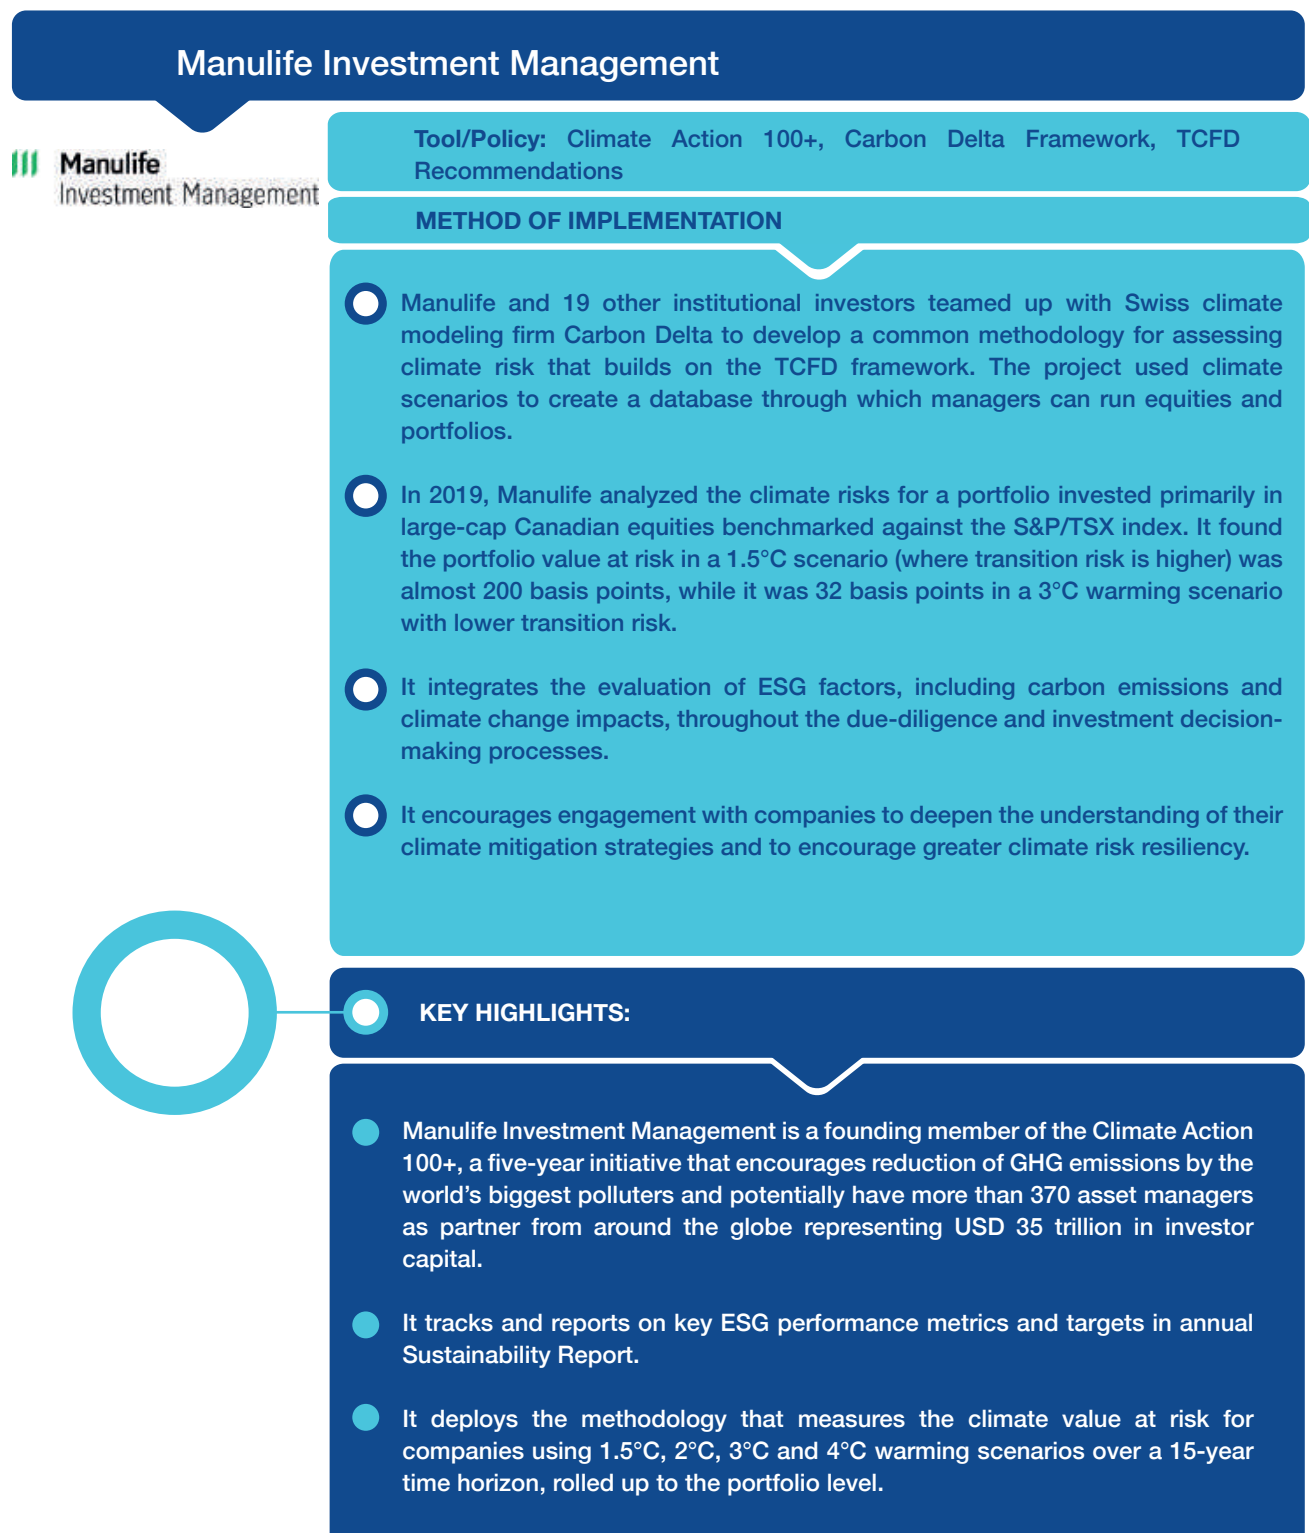 Manulife Investment Management
Manulife
Investment Management
Tool/Policy: Climate Action 100+, Carbon Delta Framework, TCFD
Recommendations
METHOD OF IMPLEMENTATION
Manulife and 19 other institutional investors teamed up with Swiss climate
modeling firm Carbon Delta to develop a common methodology for assessing
climate risk that builds on the TCFD framework. The project used climate
scenarios to create a database through which managers can run equities and
portfolios.
In 2019, Manulife analyzed the climate risks for a portfolio invested primarily in
large-cap Canadian equities benchmarked against the S&P/TSX index. It found
the portfolio value at risk in a 1.5°C scenario (where transition risk is higher) was
almost 200 basis points, while it was 32 basis points in a 3°C warming scenario
with lower transition risk.
It integrates the evaluation of ESG factors, including carbon emissions and
climate change impacts, throughout the due-diligence and investment decision-
making processes.
It encourages engagement with companies to deepen the understanding of their
climate mitigation strategies and to encourage greater climate risk resiliency.
KEY HIGHLIGHTS:
Manulife Investment Management is a founding member of the Climate Action
100+, a five-year initiative that encourages reduction of GHG emissions by the
world's biggest polluters and potentially have more than 370 asset managers
as partner from around the globe representing USD 35 trillion in investor
capital.
It tracks and reports on key ESG performance metrics and targets in annual
Sustainability Report.
It deploys the methodology that measures the climate value at risk for
companies using 1.5°C, 2°C, 3°C and 4°C warming scenarios over a 15-year
time horizon, rolled up to the portfolio level.